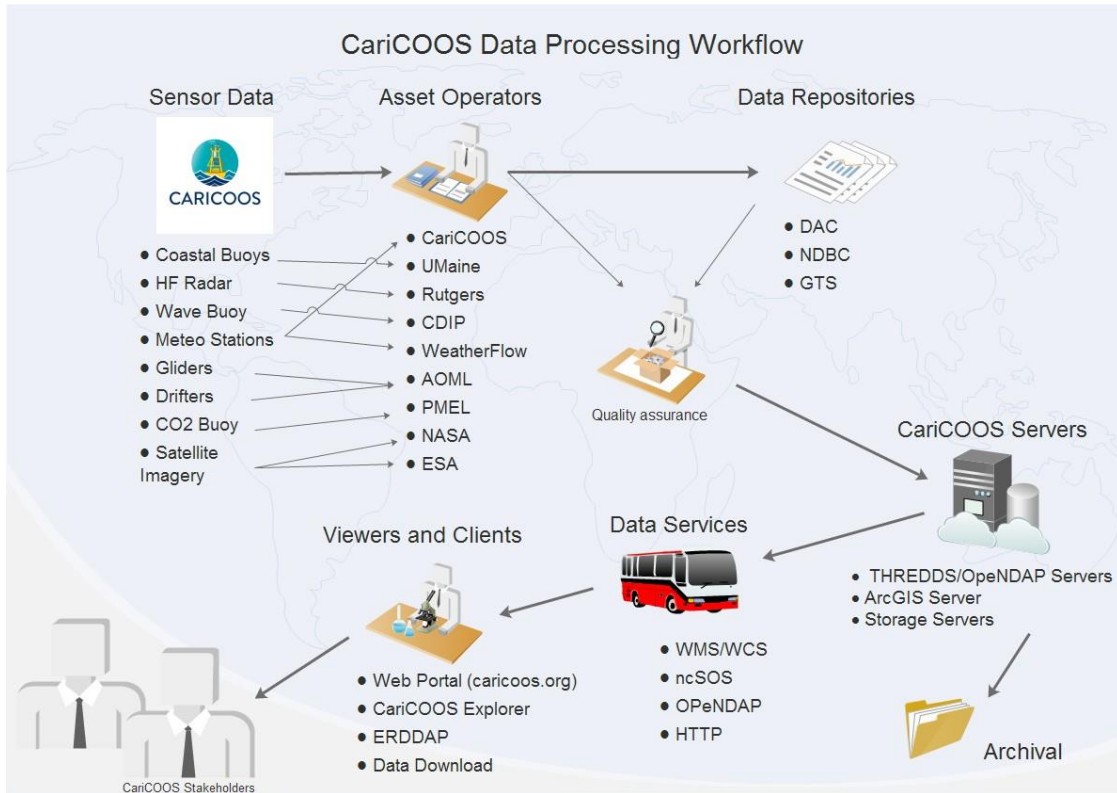 CariCOOS Data Processing Workflow
Sensor Data
CARICOOS
● Coastal Buoys
● HF Radar
● Wave Buoy
● Meteo Stations
● Gliders
● Drifters
● CO2 Buoy
● Satellite
Imagery
Asset Operators
● CariCOOS
● UMaine
● Rutgers
● CDIP
● WeatherFlow
● AOML
● PMEL
● NASA
● ESA
Data Repositories
● DAC
● NDBC
● GTS
Quality assurance
CariCOOS Servers
● THREDDS/OpeNDAP Servers
● ArcGIS Server
● Storage Servers
Data Services
● WMS/WCS
● ncSOS
● OPeNDAP
● HTTP
Viewers and Clients
● Web Portal (caricoos.org)
● CariCOOS Explorer
● ERDDAP
● Data Download
Archival
CariCOOS Stakeholders